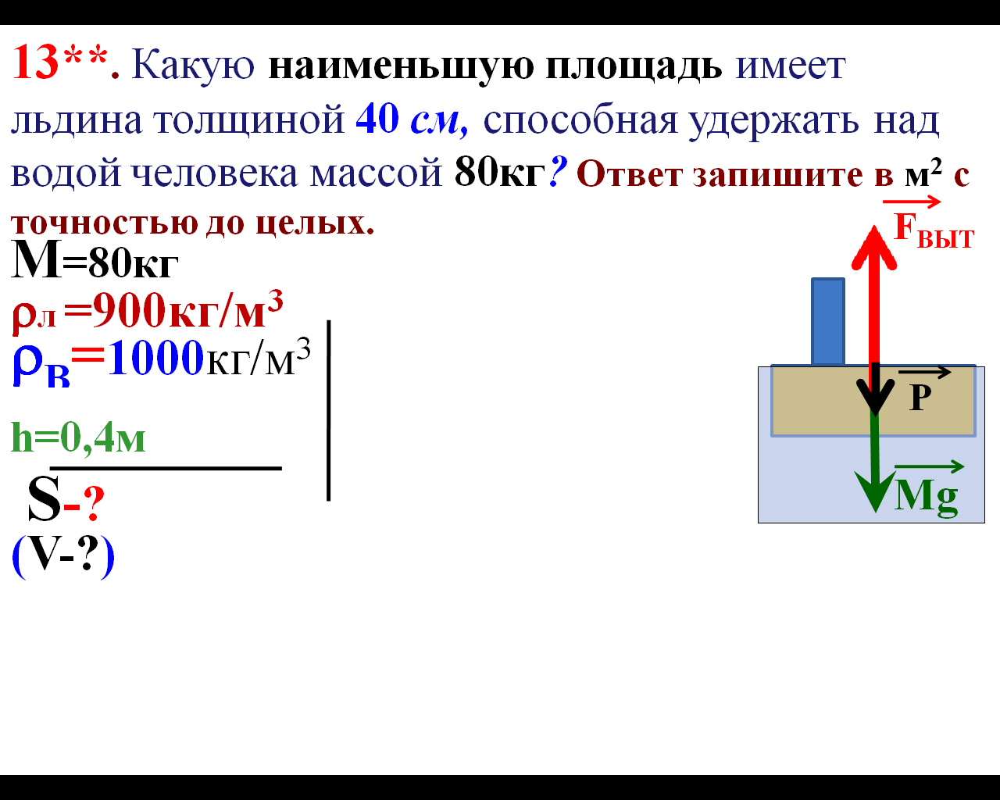 13**. Какую наименьшую площадь имеет
льдина толщиной 40 см, способная удержать над
водой человека массой 80кг? Ответ запишите в м² с
точностью до целых.
M=80кг
ρл =900кг/м³
ρВ=1000кг/м³
h=0,4м
S-?
(V-?)
FВЫТ
P
Mg